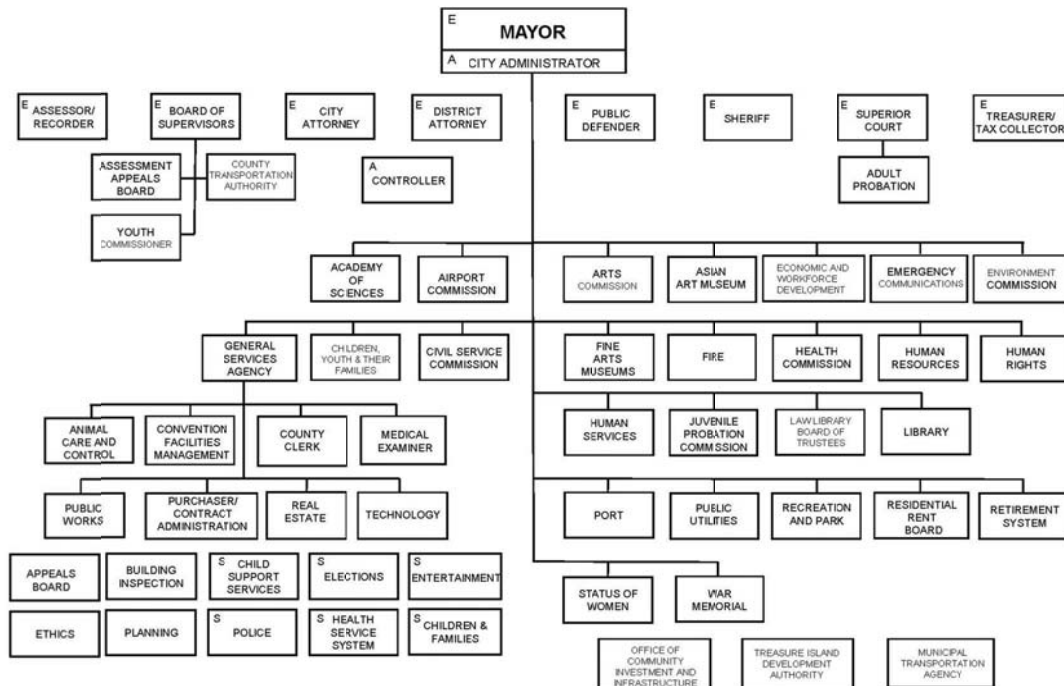 E
MAYOR
A CITY ADMINISTRATOR
E
ASSESSOR/
RECORDER
E
BOARD OF
SUPERVISORS
E
CITY
ATTORNEY
E
DISTRICT
ATTORNEY
E
PUBLIC
DEFENDER
E
SHERIFF
E
SUPERIOR
COURT
E
TREASURER/
TAX COLLECTOR
ASSESSMENT
APPEALS
BOARD
COUNTY
TRANSPORTATION
AUTHORITY
A
CONTROLLER
ADULT
PROBATION
YOUTH
COMMISSIONER
ACADEMY
OF
SCIENCES
AIRPORT
COMMISSION
ARTS
COMMISSION
ASIAN
ART MUSEUM
ECONOMIC AND
WORKFORCE
DEVELOPMENT
EMERGENCY
COMMUNICATIONS
ENVIRONMENT
COMMISSION
GENERAL
SERVICES
AGENCY
CHILDREN,
YOUTH & THEIR
FAMILIES
CIVIL SERVICE
COMMISSION
FINE
ARTS
MUSEUMS
FIRE
HEALTH
COMMISSION
HUMAN
RESOURCES
HUMAN
RIGHTS
ANIMAL
CARE AND
CONTROL
CONVENTION
FACILITIES
MANAGEMENT
COUNTY
CLERK
MEDICAL
EXAMINER
HUMAN
SERVICES
JUVENILE
PROBATION
COMMISSION
LAW LIBRARY
BOARD OF
TRUSTEES
LIBRARY
PUBLIC
WORKS
PURCHASER/
CONTRACT
ADMINISTRATION
REAL
ESTATE
TECHNOLOGY
PORT
PUBLIC
UTILITIES
RECREATION
AND PARK
RESIDENTIAL
RENT
BOARD
RETIREMENT
SYSTEM
APPEALS
BOARD
BUILDING
INSPECTION
S
CHILD
SUPPORT
SERVICES
S
ELECTIONS
S
ENTERTAINMENT
STATUS OF
WOMEN
WAR
MEMORIAL
ETHICS
PLANNING
S
POLICE
S
HEALTH
SERVICE
SYSTEM
S
CHILDREN &
FAMILIES
OFFICE OF
COMMUNITY
INVESTMENT AND
INFRASTRUCTURE
TREASURE ISLAND
DEVELOPMENT
AUTHORITY
MUNICIPAL
TRANSPORTATION
AGENCY